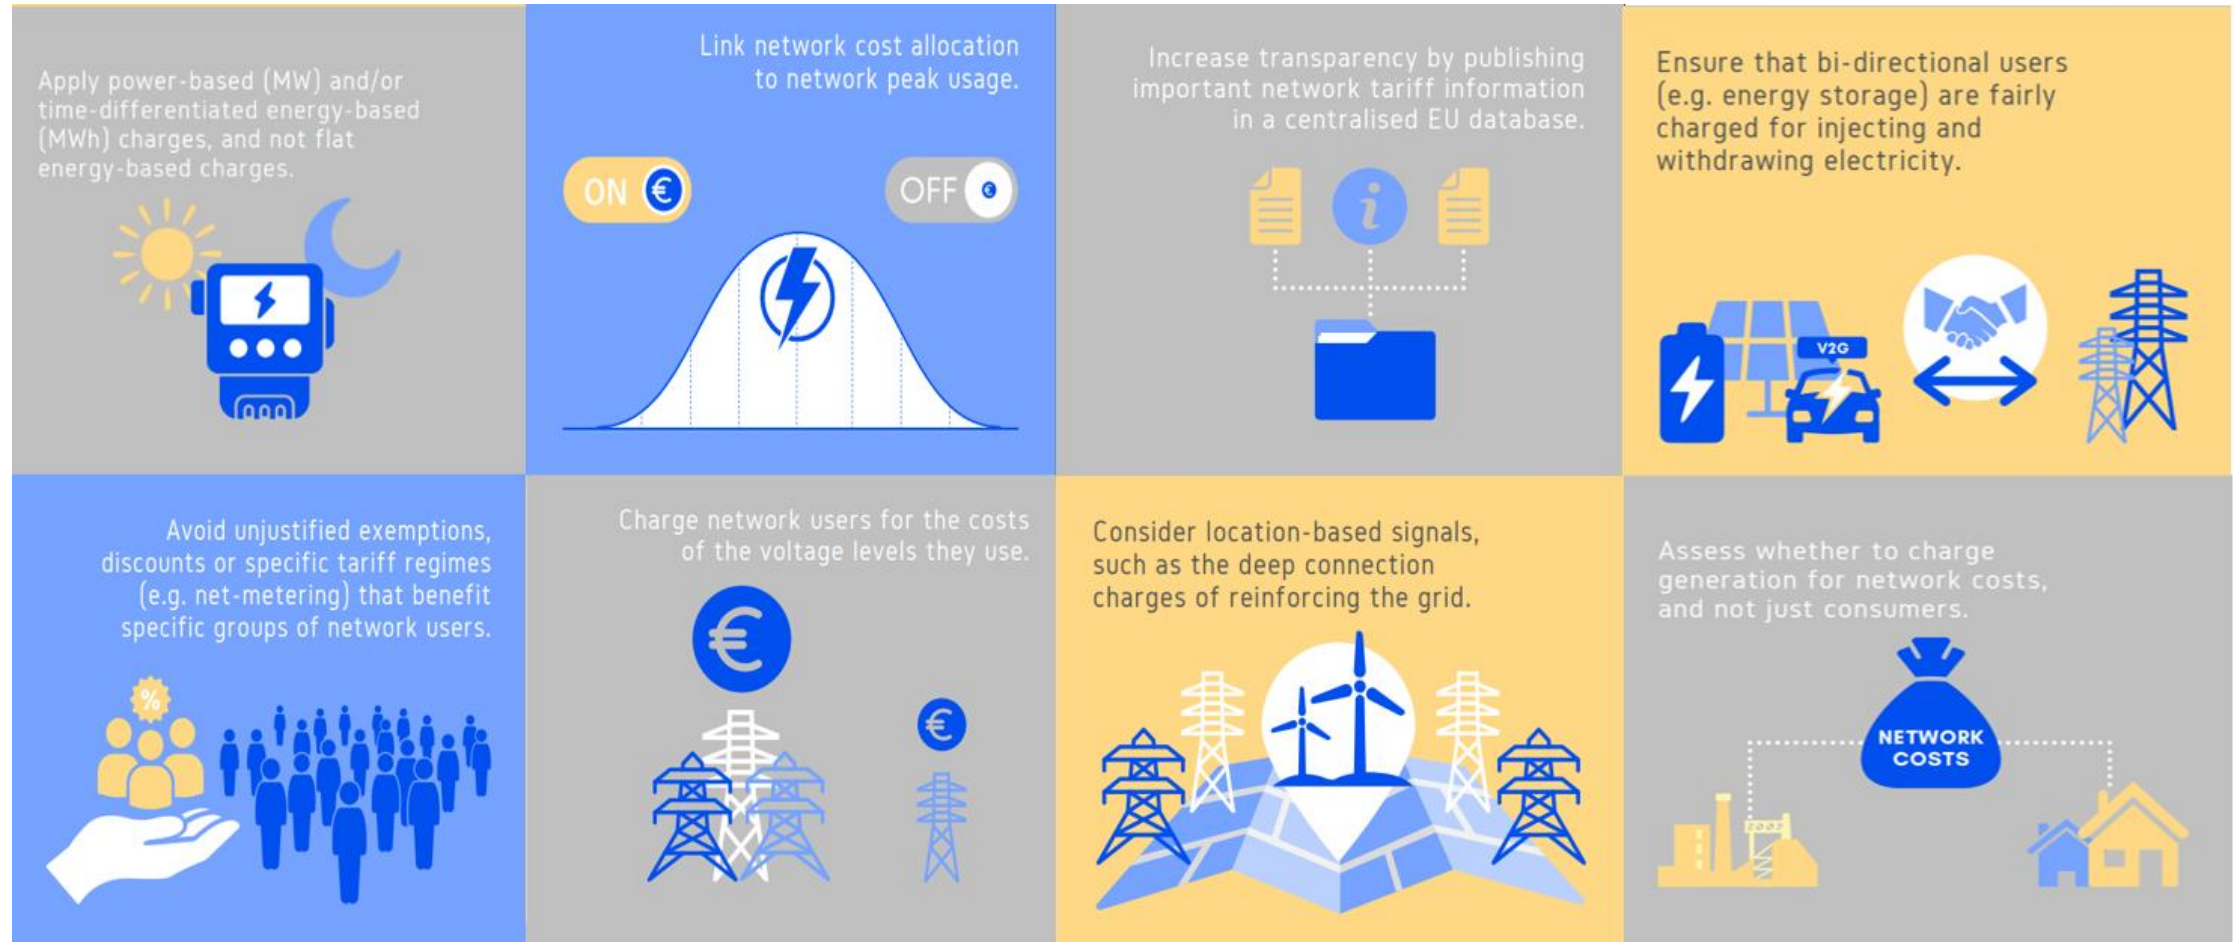 Apply power-based (MW) and/or
time-differentiated energy-based
(MWh) charges, and not flat
energy-based charges.
Link network cost allocation
to network peak usage.
ON €
OFF €
Increase transparency by publishing
important network tariff information
in a centralised EU database.
i
Ensure that bi-directional users
(e.g. energy storage) are fairly
charged for injecting and
withdrawing electricity.
V2G
Avoid unjustified exemptions,
discounts or specific tariff regimes
(e.g. net-metering) that benefit
specific groups of network users.
%
Charge network users for the costs
of the voltage levels they use.
€
€
Consider location-based signals,
such as the deep connection
charges of reinforcing the grid.
Assess whether to charge
generation for network costs,
and not just consumers.
NETWORK
COSTS